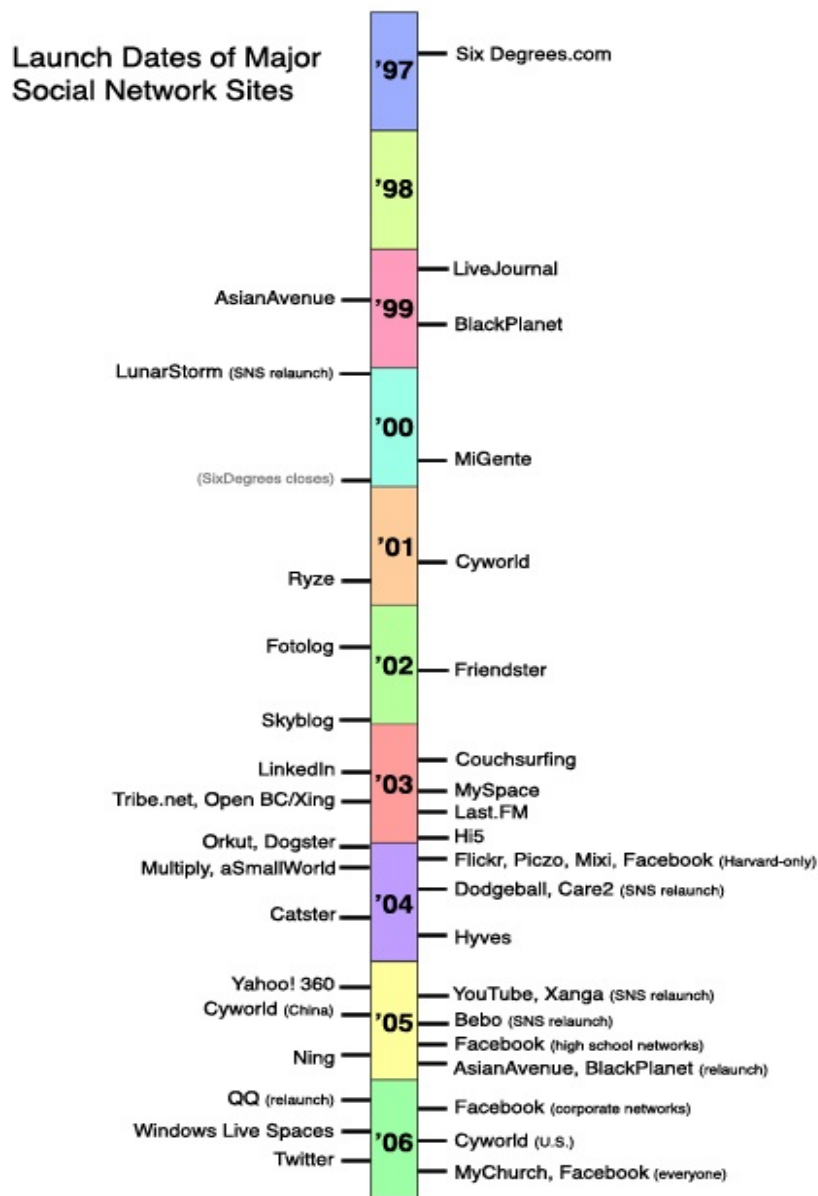 Launch Dates of Major
Social Network Sites
'97
Six Degrees.com
'98
'99
LiveJournal
AsianAvenue
BlackPlanet
LunarStorm (SNS relaunch)
'00
MiGente
(SixDegrees closes)
'01
Cyworld
Ryze
Fotolog
'02
Friendster
Skyblog
Couchsurfing
LinkedIn
'03
MySpace
Tribe.net, Open BC/Xing
Last.FM
Hi5
Orkut, Dogster
Flickr, Piczo, Mixi, Facebook (Harvard-only)
Multiply, aSmallWorld
Dodgeball, Care2 (SNS relaunch)
'04
Catster
Hyves
Yahoo! 360
YouTube, Xanga (SNS relaunch)
Cyworld (China)
Bebo (SNS relaunch)
'05
Facebook (high school networks)
Ning
AsianAvenue, BlackPlanet (relaunch)
QQ (relaunch)
Facebook (corporate networks)
Windows Live Spaces
'06
Cyworld (U.S.)
Twitter
MyChurch, Facebook (everyone)